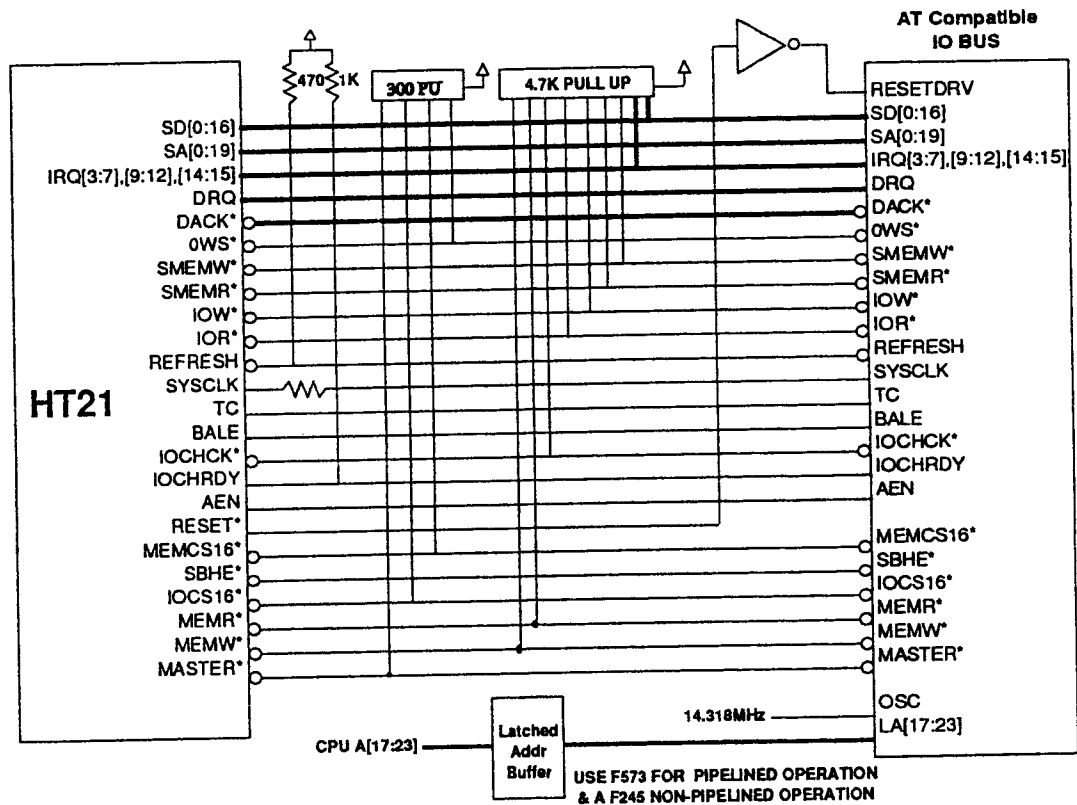 AT Compatible
IO BUS
470 1K
300 PU
4.7K PULL UP
HT21
SD[0:16]
SA[0:19]
IRQ[3:7],[9:12],[14:15]
DRQ
DACK*
0WS*
SMEMW*
SMEMR*
IOW*
IOR*
REFRESH
SYSCLK
TC
BALE
IOCHCK*
IOCHRDY
AEN
RESET*
MEMCS16*
SBHE*
IOCS16*
MEMR*
MEMW*
MASTER*
RESETDRV
SD[0:16]
SA[0:19]
IRQ[3:7],[9:12],[14:15]
DRQ
DACK*
0WS*
SMEMW*
SMEMR*
IOW*
IOR*
REFRESH
SYSCLK
TC
BALE
IOCHCK*
IOCHRDY
AEN
MEMCS16*
SBHE*
IOCS16*
MEMR*
MEMW*
MASTER*
OSC
LA[17:23]
14.318MHz
CPU A[17:23]
Latched
Addr
Buffer
USE F573 FOR PIPELINED OPERATION
& A F245 NON-PIPELINED OPERATION